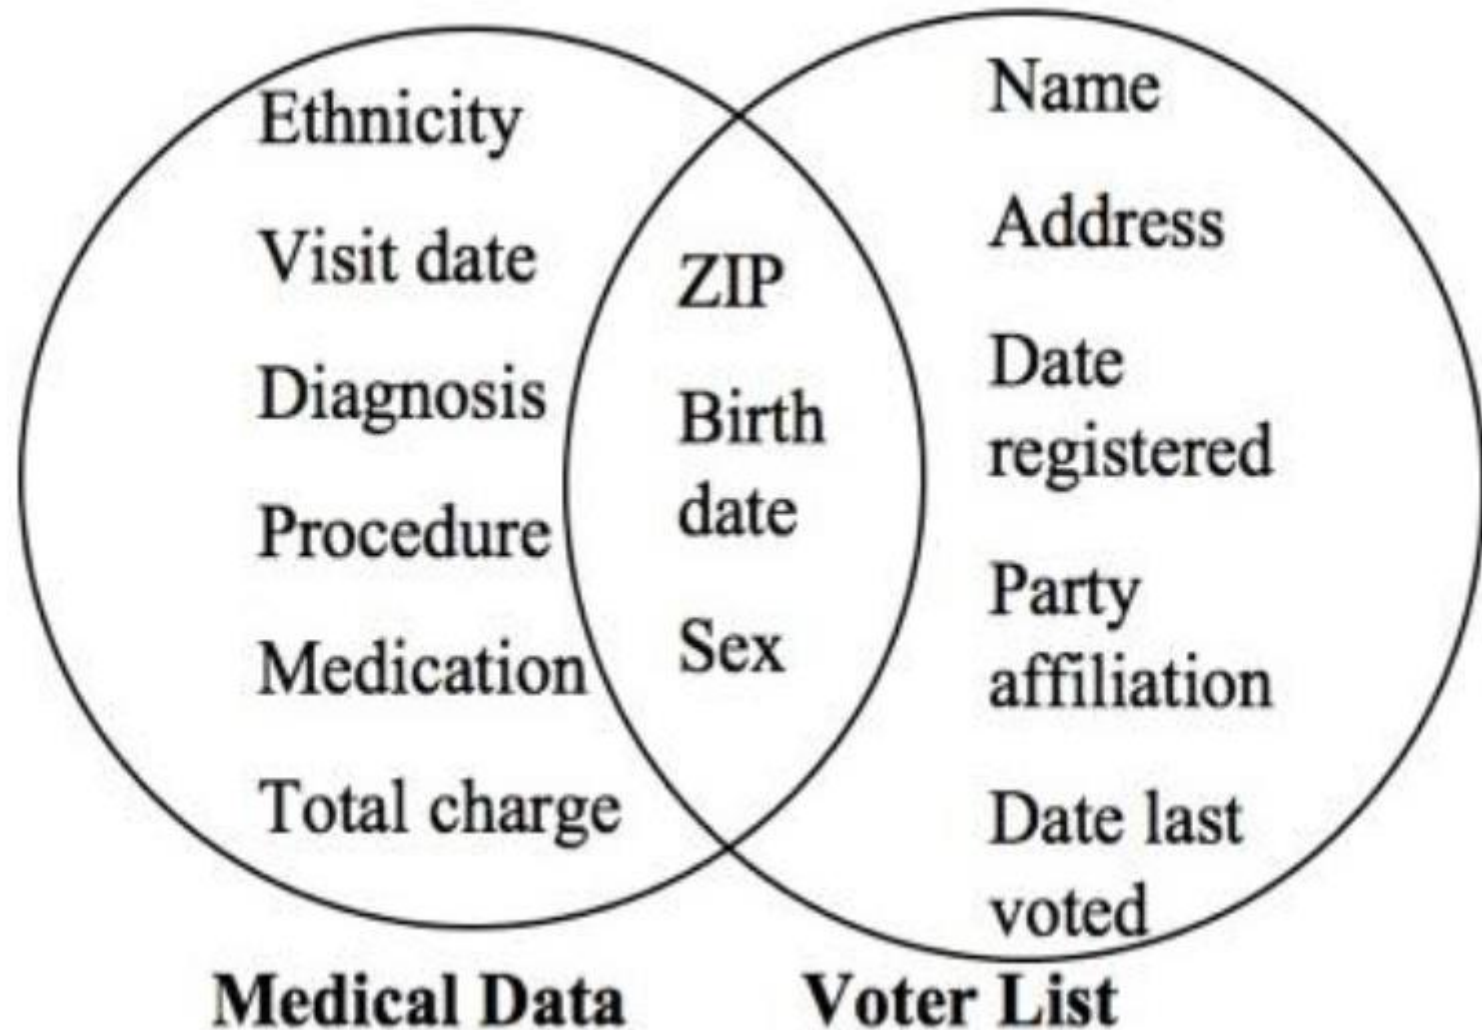 Ethnicity
Visit date
Diagnosis
Procedure
Medication
Total charge
ZIP
Birth
date
Sex
Name
Address
Date
registered
Party
affiliation
Date last
voted
Medical Data
Voter List